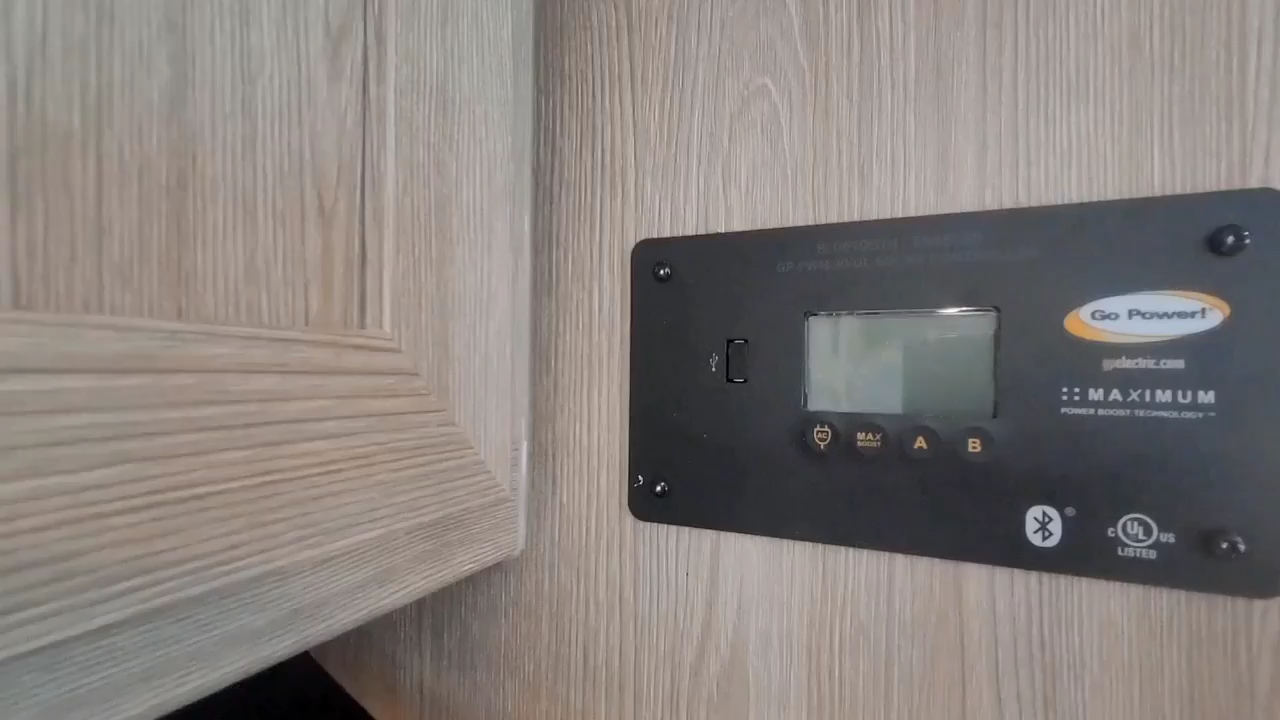 Go Power!®
gpelectric.com
MAXIMUM
POWER BOOST TECHNOLOGY™
AC
MAX
BOOST
A
B
®
C UL US
LISTED